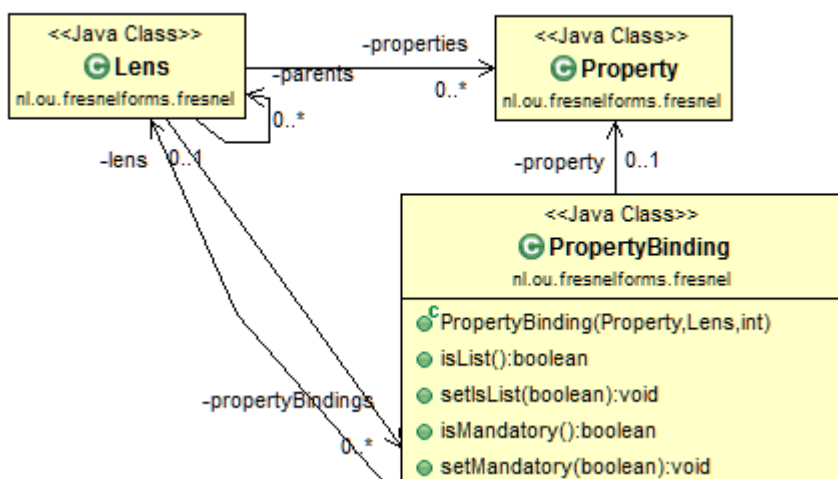 <<Java Class>>
Lens
nl.ou.fresnelforms.fresnel
-properties
0..*
-parents
0..*
<<Java Class>>
Property
nl.ou.fresnelforms.fresnel
-lens
0..1
-property
0..1
-propertyBindings
0..*
<<Java Class>>
PropertyBinding
nl.ou.fresnelforms.fresnel
PropertyBinding(Property,Lens,int)
isList():boolean
setIsList(boolean):void
isMandatory():boolean
setMandatory(boolean):void